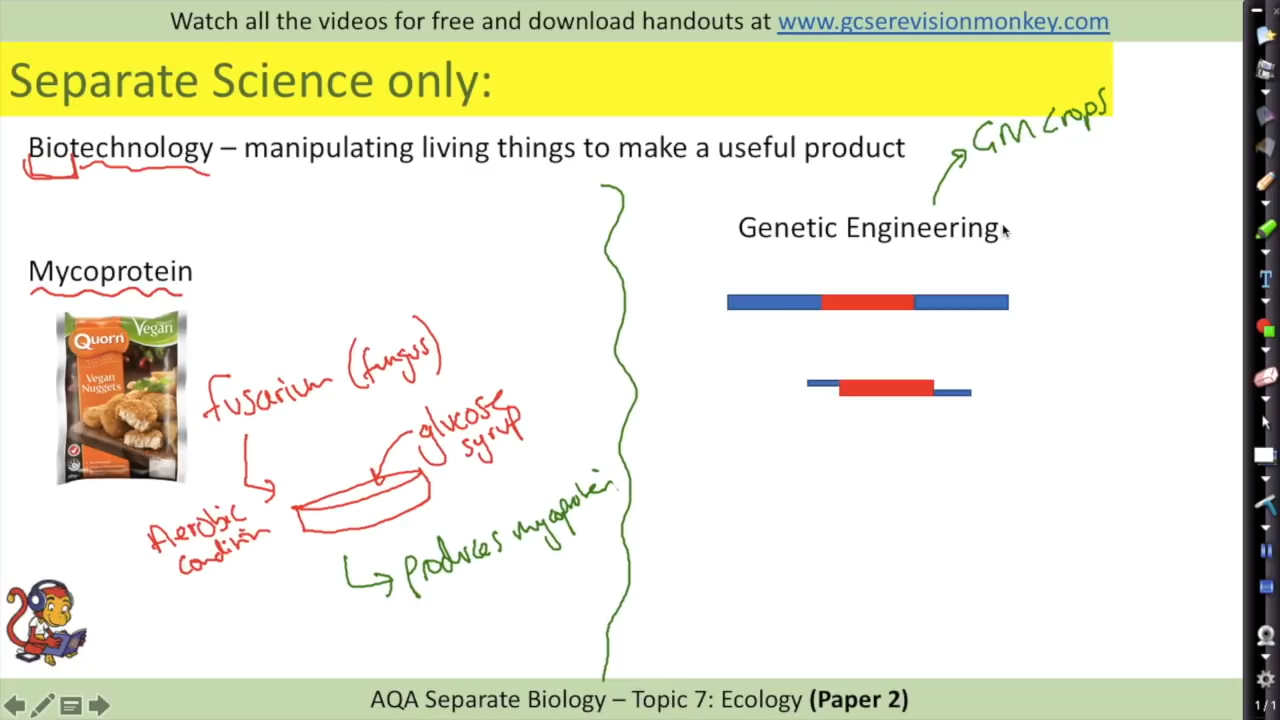 Watch all the videos for free and download handouts at www.gcserevisionmonkey.com
Separate Science only:
Biotechnology – manipulating living things to make a useful product
GM crops
Genetic Engineering
Mycoprotein
Vegan
Quorn
Vegan
Nuggets
fusarium (fungus)
glucose
syrup
Aerobic
condition
produces mycoprotein
AQA Separate Biology – Topic 7: Ecology (Paper 2)
1/1